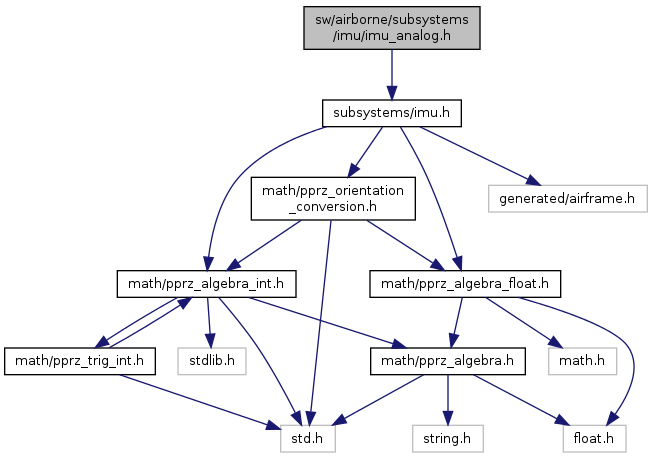 sw/airborne/subsystems
/imu/imu_analog.h
subsystems/imu.h
math/pprz_orientation
_conversion.h
generated/airframe.h
math/pprz_algebra_int.h
math/pprz_algebra_float.h
math/pprz_trig_int.h
stdlib.h
math/pprz_algebra.h
math.h
std.h
string.h
float.h